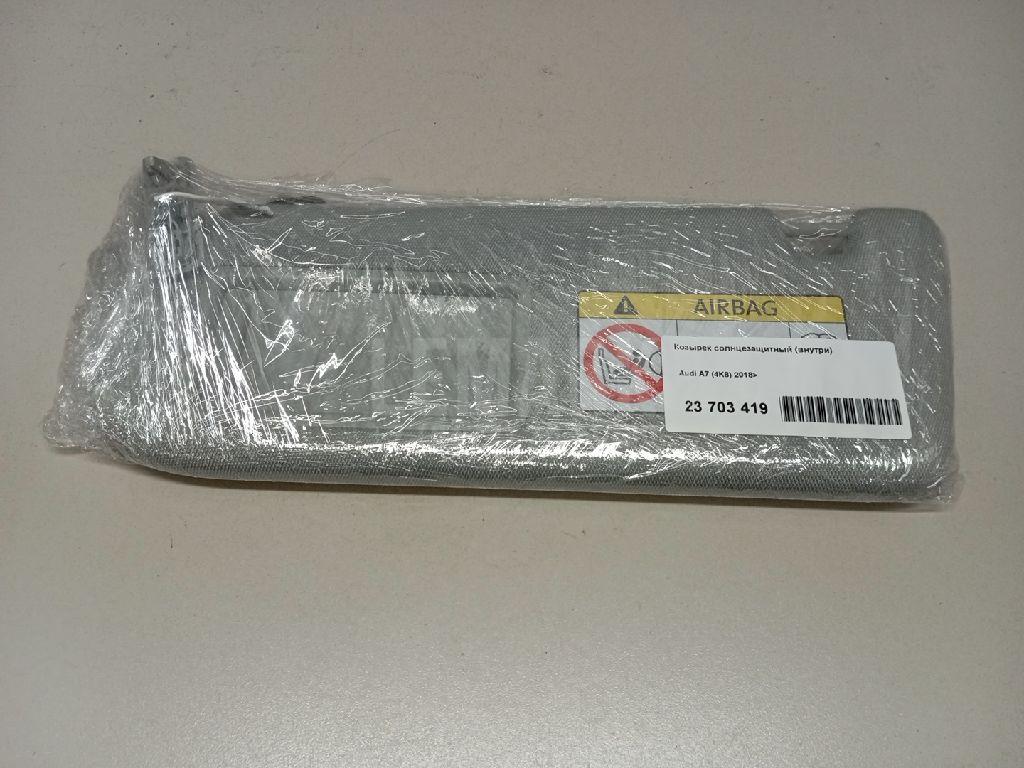 AIRBAG
Козырек солнцезащитный (внутри)
Audi A7 (4K8) 2018>
23 703 419